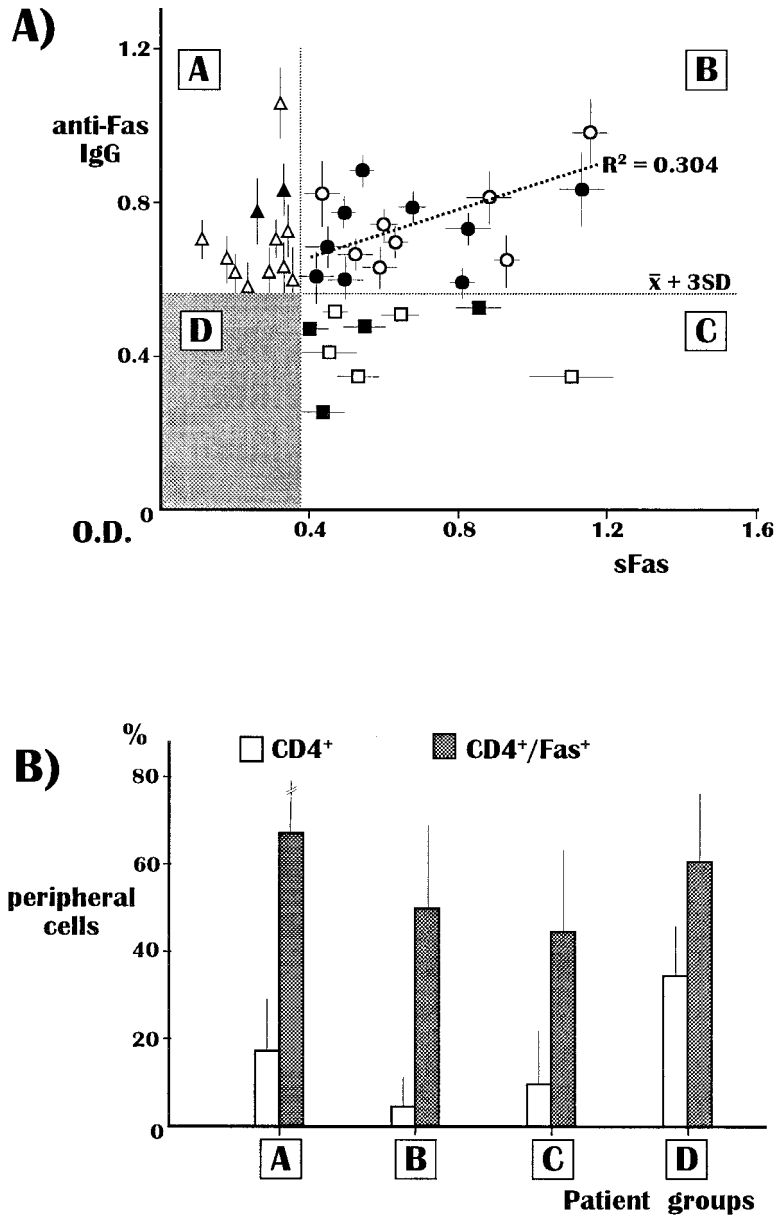 A)
1.2
A
B
anti-Fas
IgG
R² = 0.304
0.8
x̄ + 3SD
D
C
0.4
0
O.D.
0.4
0.8
1.2
1.6
sFas
B)
%
CD4⁺
CD4⁺/Fas⁺
80
60
peripheral
cells
40
20
0
A
B
C
D
Patient groups